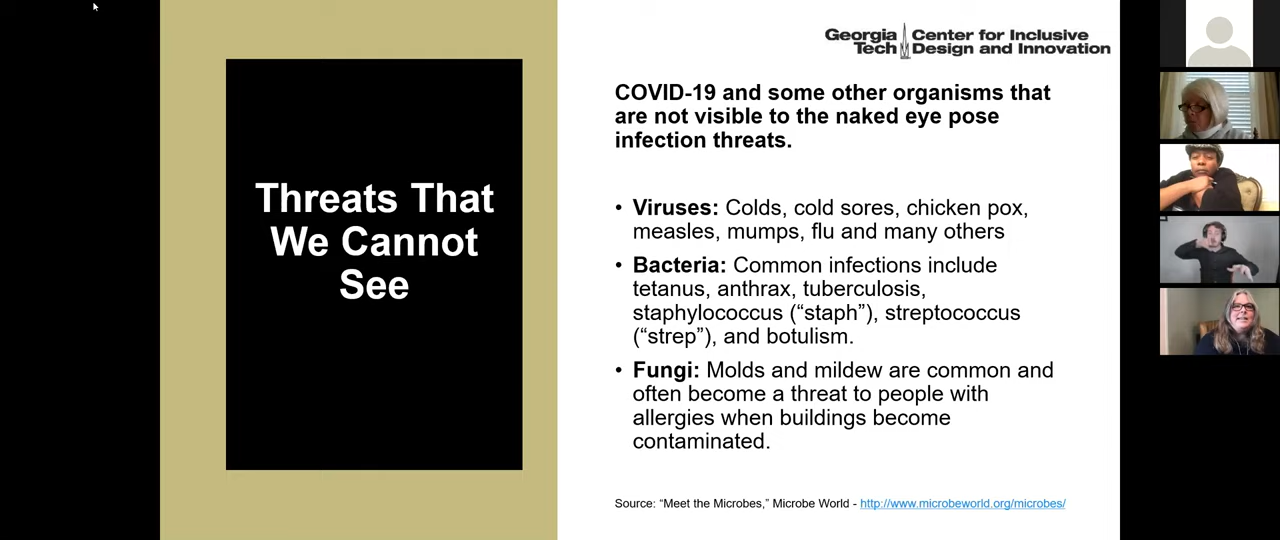 Georgia Tech Center for Inclusive Design and Innovation
Threats That
We Cannot
See
COVID-19 and some other organisms that
are not visible to the naked eye pose
infection threats.
• Viruses: Colds, cold sores, chicken pox,
measles, mumps, flu and many others
• Bacteria: Common infections include
tetanus, anthrax, tuberculosis,
staphylococcus (“staph”), streptococcus
(“strep”), and botulism.
• Fungi: Molds and mildew are common and
often become a threat to people with
allergies when buildings become
contaminated.
Source: “Meet the Microbes,” Microbe World - http://www.microbeworld.org/microbes/